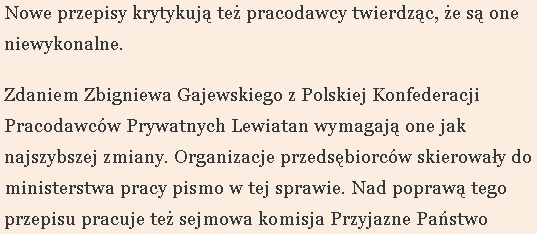 Nowe przepisy krytykują też pracodawcy twierdząc, że są one
niewykonalne.
Zdaniem Zbigniewa Gajewskiego z Polskiej Konfederacji
Pracodawców Prywatnych Lewiatan wymagają one jak
najszybszej zmiany. Organizacje przedsębiorców skierowały do
ministerstwa pracy pismo w tej sprawie. Nad poprawą tego
przepisu pracuje też sejmowa komisja Przyjazne Państwo